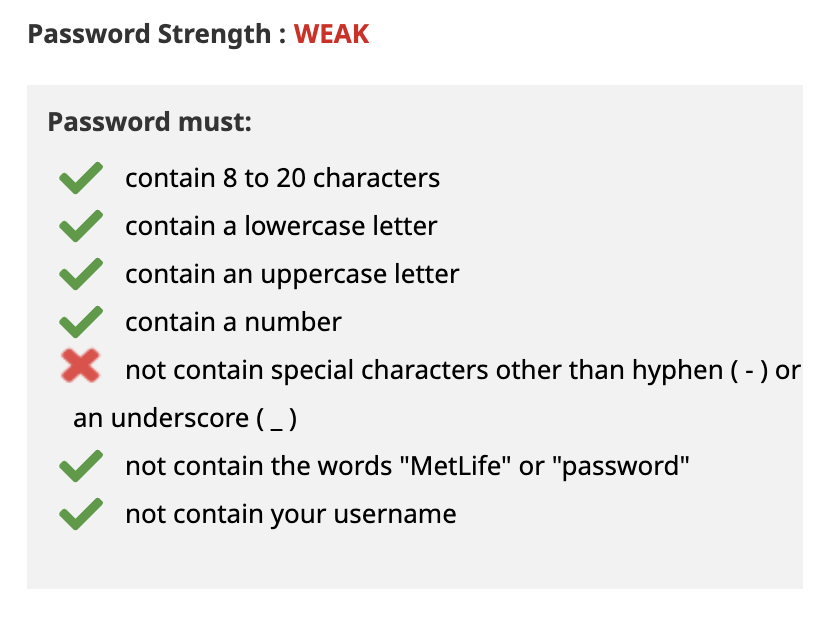 Password Strength : WEAK
Password must:
contain 8 to 20 characters
contain a lowercase letter
contain an uppercase letter
contain a number
not contain special characters other than hyphen ( - ) or
an underscore ( _ )
not contain the words "MetLife" or "password"
not contain your username